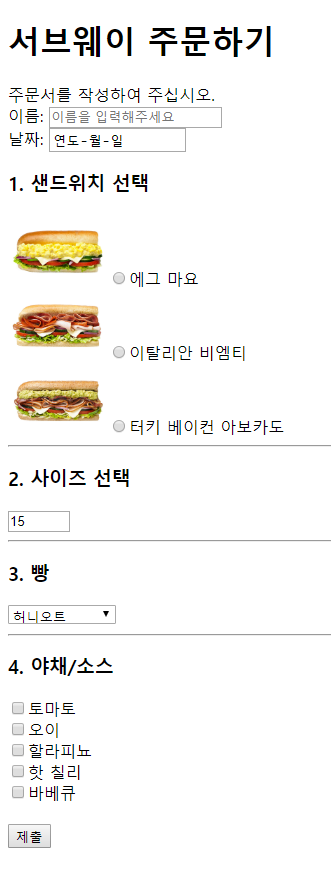 서브웨이 주문하기
주문서를 작성하여 주십시오.
이름: 이름을 입력해주세요
날짜: 연도-월-일
1. 샌드위치 선택
에그 마요
이탈리안 비엠티
터키 베이컨 아보카도
2. 사이즈 선택
15
3. 빵
허니오트
4. 야채/소스
토마토
오이
할라피뇨
핫 칠리
바베큐
제출